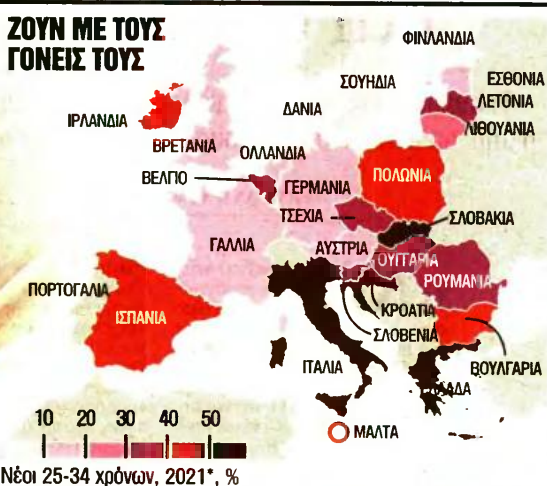 ΖΟΥΝ ΜΕ ΤΟΥΣ
ΓΟΝΕΙΣ ΤΟΥΣ
ΦΙΝΛΑΝΔΙΑ
ΣΟΥΗΔΙΑ
ΕΣΘΟΝΙΑ
ΛΕΤΟΝΙΑ
ΔΑΝΙΑ
ΙΡΛΑΝΔΙΑ
ΛΙΘΟΥΑΝΙΑ
ΒΡΕΤΑΝΙΑ
ΟΛΛΑΝΔΙΑ
ΒΕΛΓΙΟ
ΓΕΡΜΑΝΙΑ
ΠΟΛΩΝΙΑ
ΤΣΕΧΙΑ
ΣΛΟΒΑΚΙΑ
ΓΑΛΛΙΑ
ΑΥΣΤΡΙΑ
ΟΥΓΓΑΡΙΑ
ΡΟΥΜΑΝΙΑ
ΠΟΡΤΟΓΑΛΙΑ
ΙΣΠΑΝΙΑ
ΚΡΟΑΤΙΑ
ΣΛΟΒΕΝΙΑ
ΙΤΑΛΙΑ
ΒΟΥΛΓΑΡΙΑ
ΕΛΛΑΔΑ
ΜΑΛΤΑ
10 20 30 40 50
Νέοι 25-34 χρόνων, 2021*, %